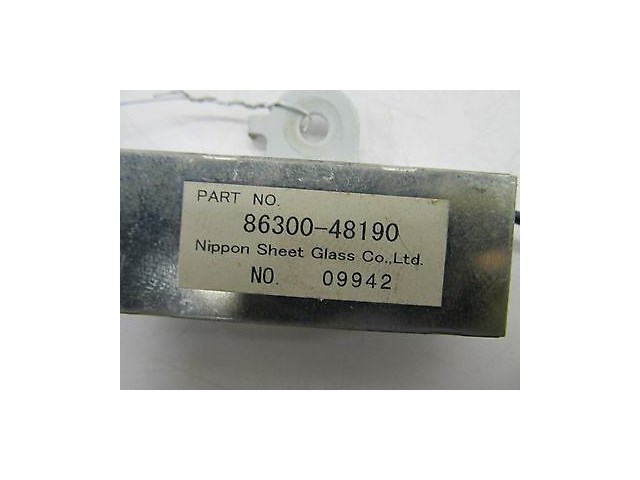 PART NO.
86300-48190
Nippon Sheet Glass Co.,Ltd.
NO. 09942